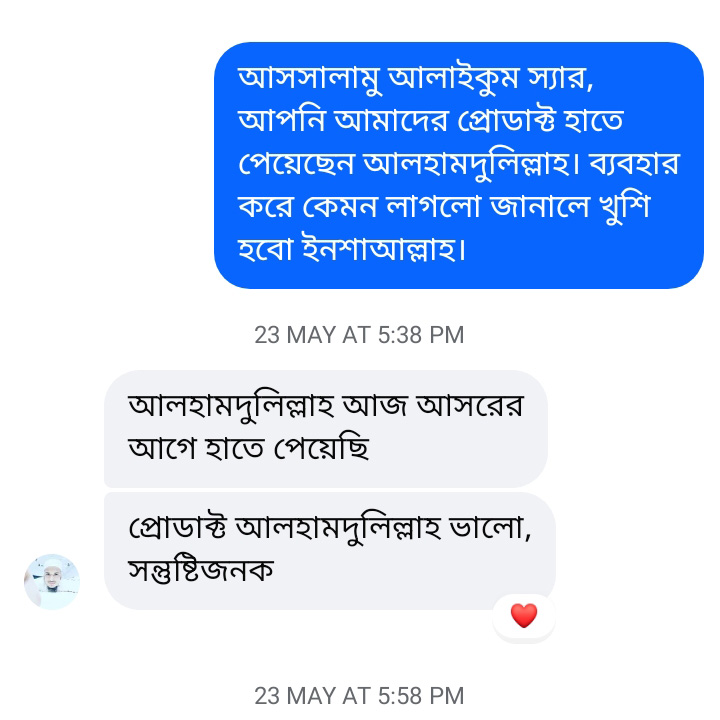 আসসালামু আলাইকুম স্যার,
আপনি আমাদের প্রোডাক্ট হাতে
পেয়েছেন আলহামদুলিল্লাহ। ব্যবহার
করে কেমন লাগলো জানালে খুশি
হবো ইনশাআল্লাহ।
23 MAY AT 5:38 PM
আলহামদুলিল্লাহ আজ আসরের
আগে হাতে পেয়েছি
প্রোডাক্ট আলহামদুলিল্লাহ ভালো,
সন্তুষ্টিজনক
23 MAY AT 5:58 PM